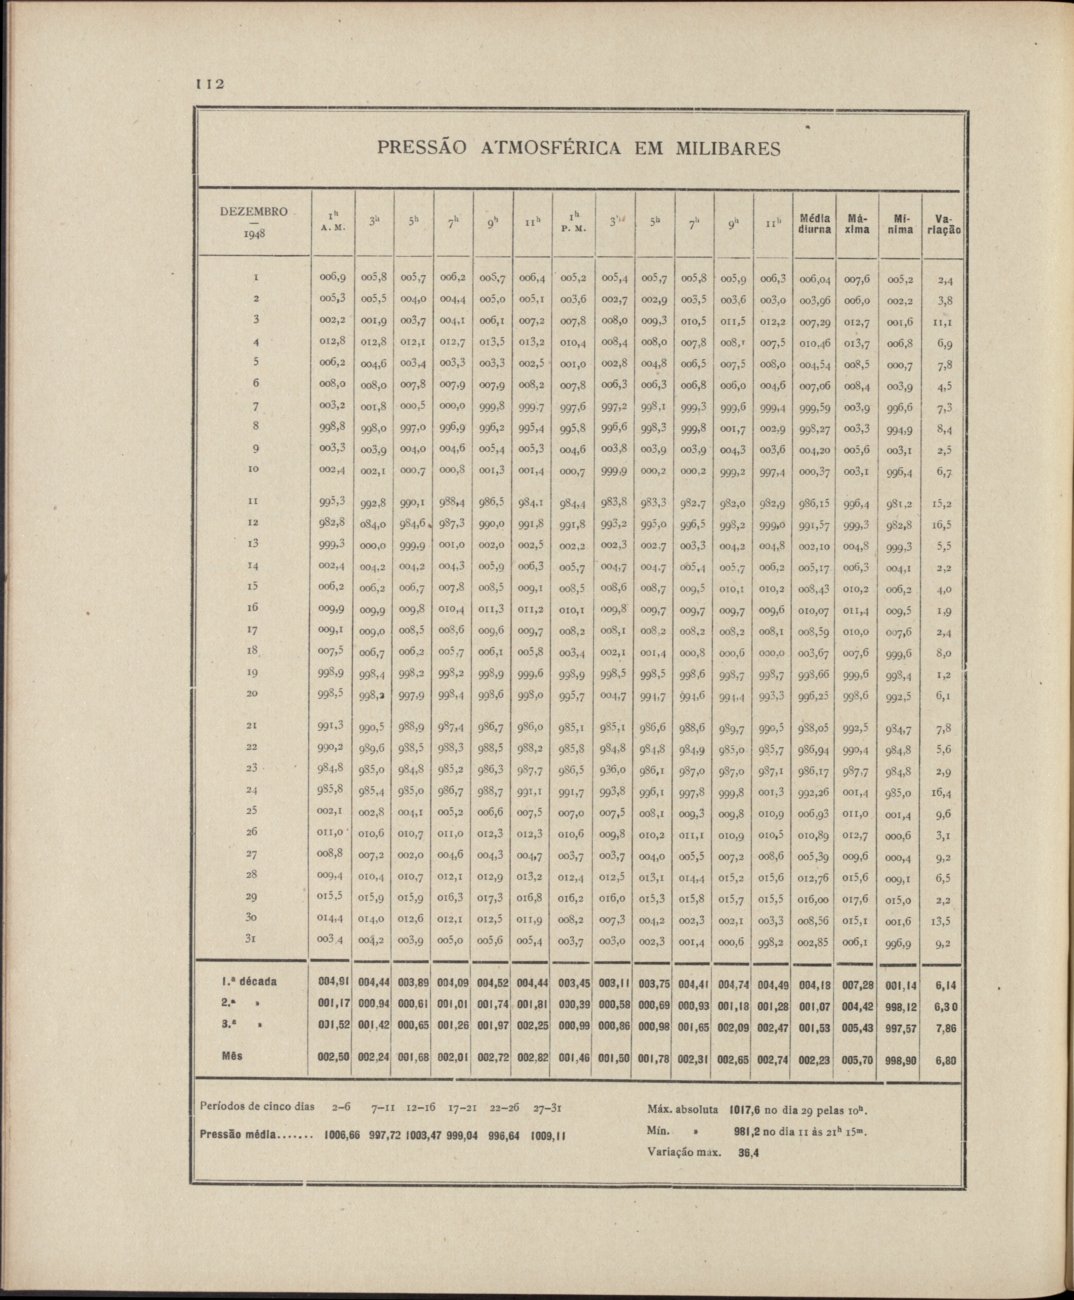 112
PRESSÃO ATMOSFÉRICA EM MILIBARES
DEZEMBRO — 1948 1h A. M. 3h 5h 7h 9h 11h 1h P. M. 3h 5h 7h 9h 11h Média diurna Má-xima Mí-nima Va-riação
1 006,9 005,8 005,7 006,2 006,7 006,4 005,2 005,4 005,7 005,8 005,9 006,3 006,04 007,6 005,2 2,4
2 005,3 005,5 004,0 004,4 005,0 005,1 003,6 002,7 002,9 003,5 003,6 003,0 003,96 006,0 002,2 3,8
3 002,2 001,9 003,7 004,1 006,1 007,2 007,8 008,0 009,3 010,5 011,5 012,2 007,29 012,7 001,6 11,1
4 012,8 012,8 012,1 012,7 013,5 013,2 010,4 008,4 008,0 007,8 008,1 007,5 010,46 013,7 006,8 6,9
5 006,2 004,6 003,4 003,3 003,3 002,5 001,0 002,8 004,8 006,5 007,5 008,0 004,54 008,5 000,7 7,8
6 008,0 008,0 007,8 007,9 007,9 008,2 007,8 006,3 006,3 006,8 006,0 004,6 007,06 008,4 003,9 4,5
7 003,2 001,8 000,5 000,0 999,8 999,7 997,6 997,2 998,1 999,3 999,6 999,4 999,59 003,9 996,6 7,3
8 998,8 998,0 997,0 996,9 996,2 995,4 995,8 996,6 998,3 999,8 001,7 002,9 998,27 003,3 994,9 8,4
9 003,3 003,9 004,0 004,6 005,4 005,3 004,6 003,8 003,9 003,9 004,3 003,6 004,20 005,6 003,1 2,5
10 002,4 002,1 000,7 000,8 001,3 001,4 000,7 999,9 000,2 000,2 999,2 997,4 000,37 003,1 996,4 6,7
11 995,3 992,8 990,1 988,4 986,5 984,1 984,4 983,8 983,3 982,7 982,0 982,9 986,15 996,4 981,2 15,2
12 982,8 084,0 984,6 987,3 990,0 991,8 991,8 993,2 995,0 996,5 998,2 999,0 991,57 999,3 982,8 16,5
13 999,3 000,0 999,9 001,0 002,0 002,5 002,2 002,3 002,7 003,3 004,2 004,8 002,10 004,8 999,3 5,5
14 002,4 004,2 004,2 004,3 005,9 006,3 005,7 004,7 004,7 005,4 005,7 006,2 005,17 006,3 004,1 2,2
15 006,2 006,2 006,7 007,8 008,5 009,1 008,5 008,6 008,7 009,5 010,1 010,2 008,43 010,2 006,2 4,0
16 009,9 009,9 009,8 010,4 011,3 011,2 010,1 009,8 009,7 009,7 009,7 009,6 010,07 011,4 009,5 1,9
17 009,1 009,0 008,5 008,6 009,6 009,7 008,2 008,1 008,2 008,2 008,2 008,1 008,59 010,0 007,6 2,4
18 007,5 006,7 006,2 005,7 006,1 005,8 003,4 002,1 001,4 000,8 000,6 000,0 003,67 007,6 999,6 8,0
19 998,9 998,4 998,2 998,2 998,9 999,6 998,9 998,5 998,5 998,6 998,7 998,7 998,66 999,6 998,4 1,2
20 998,5 998,2 997,9 998,4 998,6 998,0 995,7 004,7 994,7 994,6 994,4 993,3 996,25 998,6 992,5 6,1
21 991,3 990,5 988,9 987,4 986,7 986,0 985,1 985,1 986,6 988,6 989,7 990,5 988,05 992,5 984,7 7,8
22 990,2 989,6 988,5 988,3 988,5 988,2 985,8 984,8 984,8 984,9 985,0 985,7 986,94 990,4 984,8 5,6
23 984,8 985,0 984,8 985,2 986,3 987,7 986,5 936,0 986,1 987,0 987,0 987,1 986,17 987,7 984,8 2,9
24 985,8 985,4 985,0 986,7 988,7 991,1 991,7 993,8 996,1 997,8 999,8 001,3 992,26 001,4 985,0 16,4
25 002,1 002,8 004,1 005,2 006,6 007,5 007,0 007,5 008,1 009,3 009,8 010,9 006,93 011,0 001,4 9,6
26 011,0 010,6 010,7 011,0 012,3 012,3 010,6 009,8 010,2 011,1 010,9 010,5 010,89 012,7 000,6 3,1
27 008,8 007,2 002,0 004,6 004,3 004,7 003,7 003,7 004,0 005,5 007,2 008,6 005,39 009,6 000,4 9,2
28 009,4 010,4 010,7 012,1 012,9 013,2 012,4 012,5 013,1 014,4 015,2 015,6 012,76 015,6 009,1 6,5
29 015,5 015,9 015,9 016,3 017,3 016,8 016,2 016,0 015,3 015,8 015,7 015,5 016,00 017,6 015,0 2,2
30 014,4 014,0 012,6 012,1 012,5 011,9 008,2 007,3 004,2 002,3 002,1 003,3 008,56 015,1 001,6 13,5
31 003 4 004,2 003,9 005,0 005,6 005,4 003,7 003,0 002,3 001,4 000,6 998,2 002,85 006,1 996,9 9,2
1.ª década 004,91 004,44 003,89 004,09 004,52 004,44 003,45 003,11 003,75 004,41 004,74 004,49 004,18 007,28 001,14 6,14
2.ª » 001,17 000,94 000,61 001,01 001,74 001,81 000,39 000,58 000,69 000,93 001,18 001,28 001,07 004,42 998,12 6,30
3.ª » 001,52 001,42 000,65 001,26 001,97 002,25 000,99 000,86 000,98 001,65 002,09 002,47 001,53 005,43 997,57 7,86
Mês 002,50 002,24 001,68 002,01 002,72 002,82 001,46 001,50 001,78 002,31 002,65 002,74 002,23 005,70 998,90 6,80
Períodos de cinco dias 2-6 7-11 12-16 17-21 22-26 27-31
Pressão média....... 1006,66 997,72 1003,47 999,04 996,64 1009,11
Máx. absoluta 1017,6 no dia 29 pelas 10h.
Mín. » 981,2 no dia 11 às 21h 15m.
Variação máx. 36,4